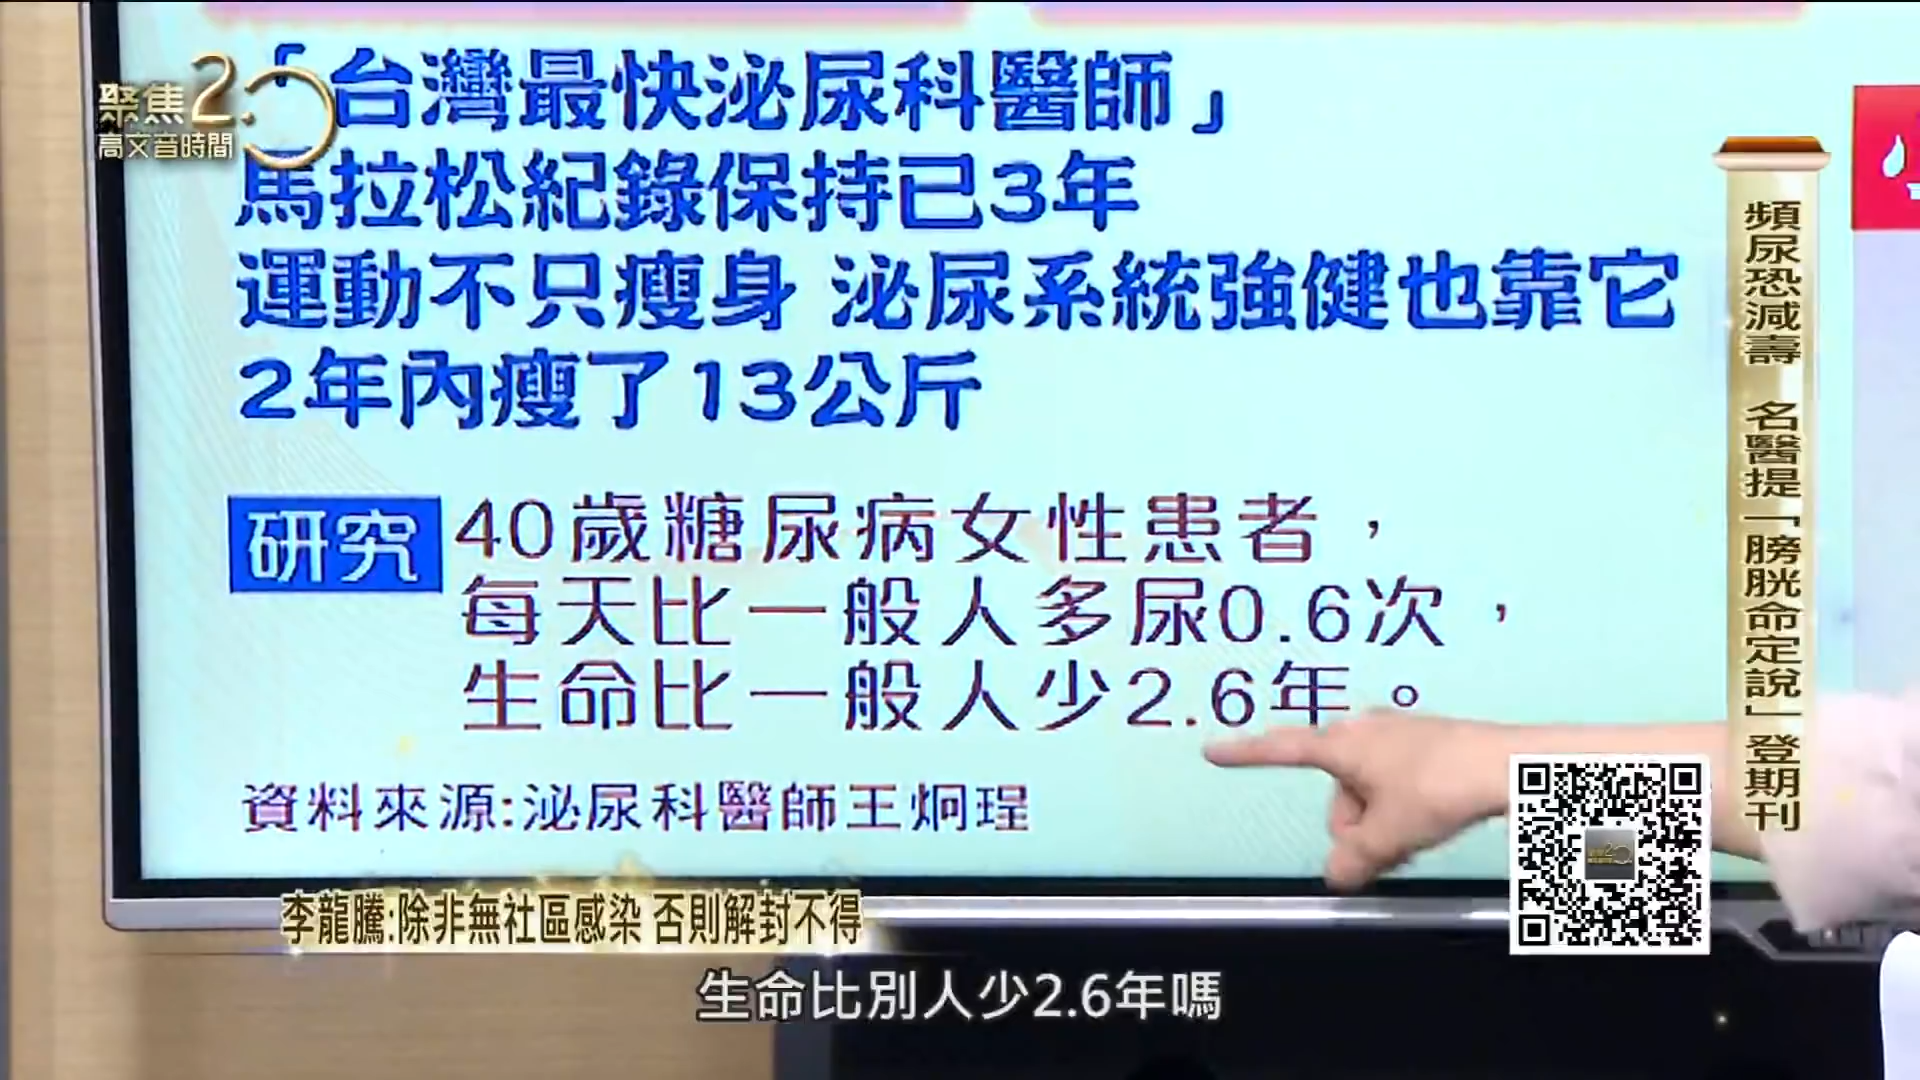 聚焦2.0
高文音時間
「台灣最快泌尿科醫師」
馬拉松紀錄保持已3年
運動不只瘦身 泌尿系統強健也靠它
2年內瘦了13公斤
研究
40歲糖尿病女性患者，
每天比一般人多尿0.6次，
生命比一般人少2.6年。
資料來源:泌尿科醫師王炯珵
頻尿恐減壽 名醫提「膀胱命定說」登期刊
李龍騰:除非無社區感染 否則解封不得
生命比別人少2.6年嗎